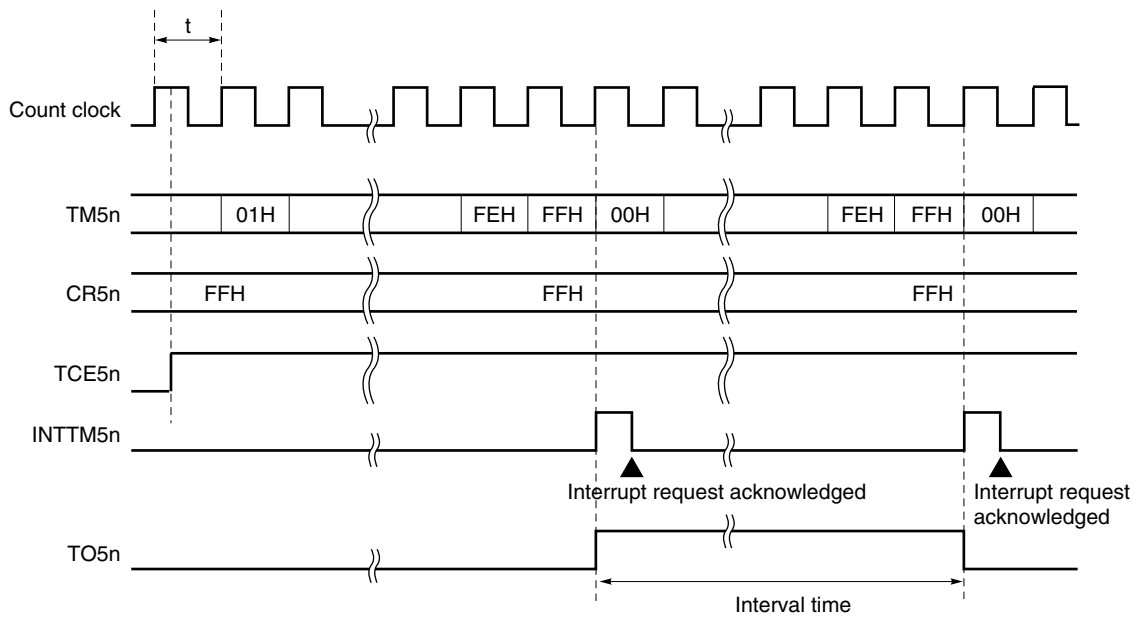 t
Count clock
TM5n 01H FEH FFH 00H FEH FFH 00H
CR5n FFH FFH FFH
TCE5n
INTTM5n
Interrupt request acknowledged
Interrupt request
acknowledged
TO5n
Interval time